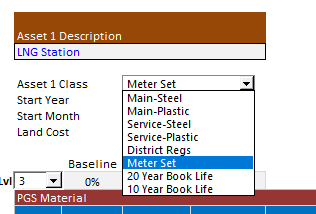 Asset 1 Description
LNG Station
Asset 1 Class Meter Set
Start Year Main-Steel
Main-Plastic
Start Month Service-Steel
Land Cost Service-Plastic
District Regs
Baseline Meter Set
Lvl 3 0% 20 Year Book Life
10 Year Book Life
PGS Material